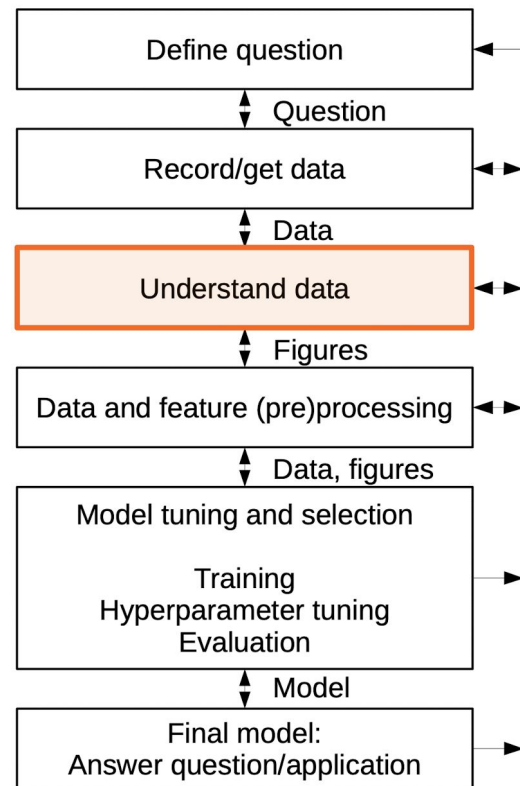 Define question
Question
Record/get data
Data
Understand data
Figures
Data and feature (pre)processing
Data, figures
Model tuning and selection
Training
Hyperparameter tuning
Evaluation
Model
Final model:
Answer question/application